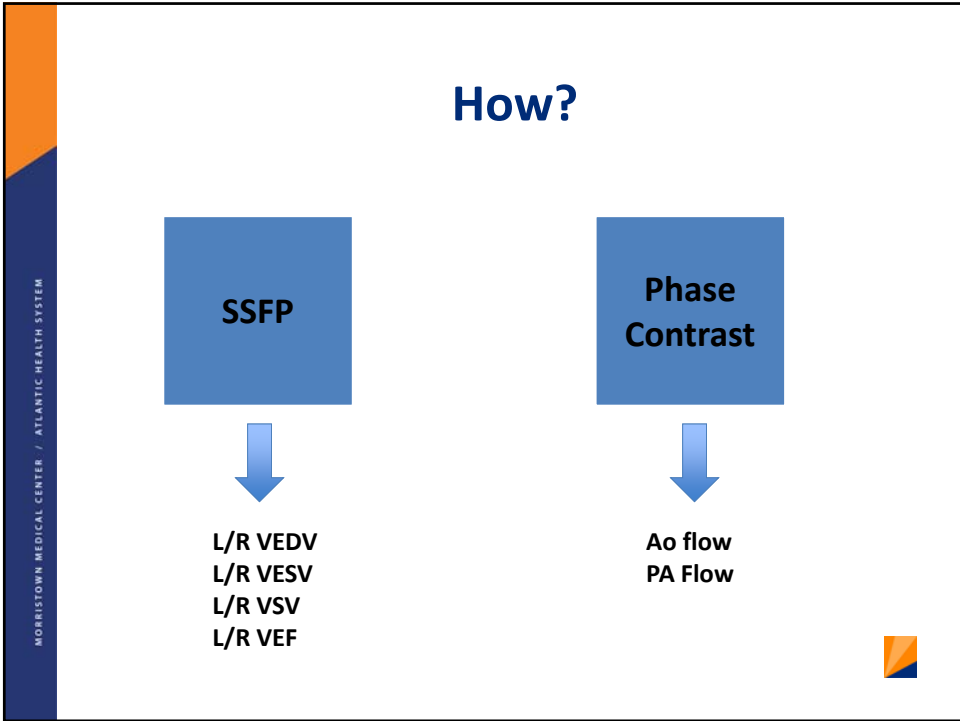 How?
SSFP
Phase
Contrast
L/R VEDV
L/R VESV
L/R VSV
L/R VEF
Ao flow
PA Flow
MORRISTOWN MEDICAL CENTER / ATLANTIC HEALTH SYSTEM